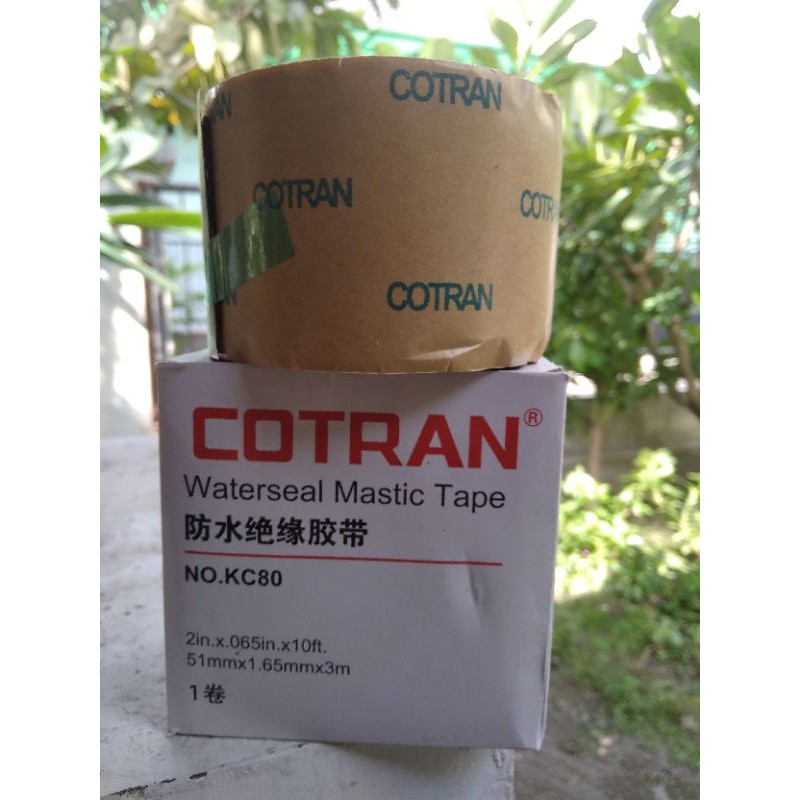 COTRAN
COTRAN
COTR
COTRAN
COTRAN®
Waterseal Mastic Tape
防水绝缘胶带
NO.KC80
2in.x.065in.x10ft.
51mmx1.65mmx3m
1卷